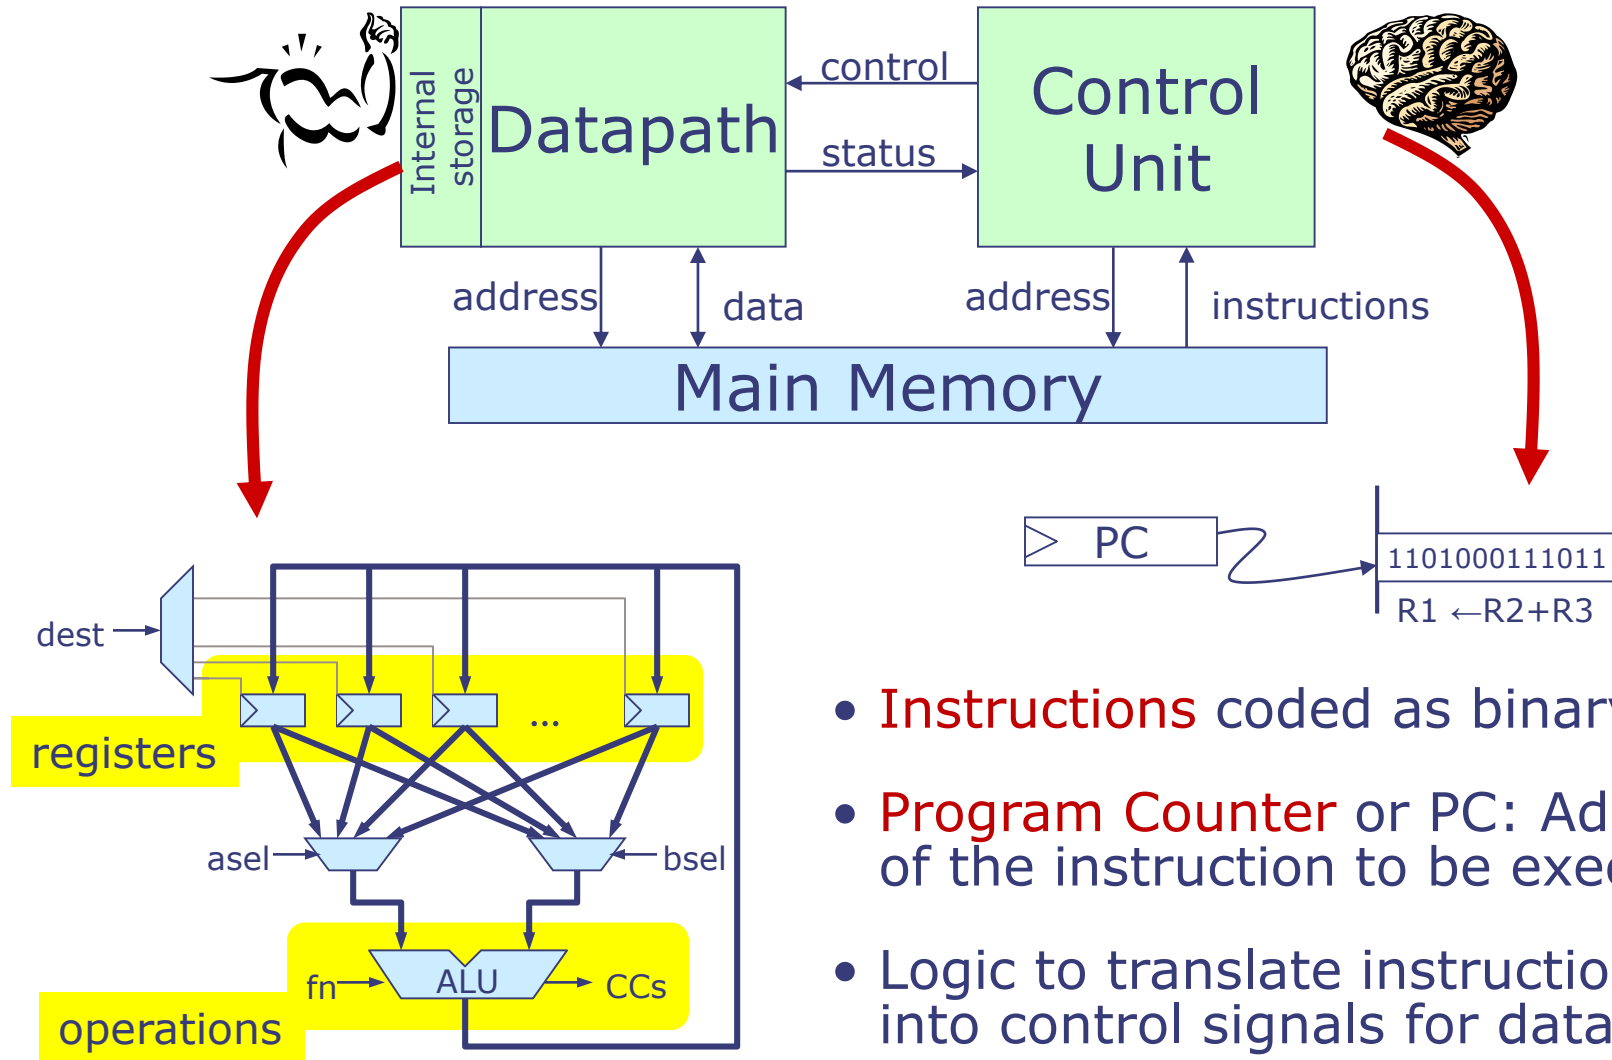 Internal
storage
Datapath
control
status
Control
Unit
address
data
address
instructions
Main Memory
PC
1101000111011
R1 ←R2+R3
dest
...
registers
asel
bsel
fn
ALU
CCs
operations
• Instructions coded as binary
• Program Counter or PC: Ad
of the instruction to be exe
• Logic to translate instructio
into control signals for data